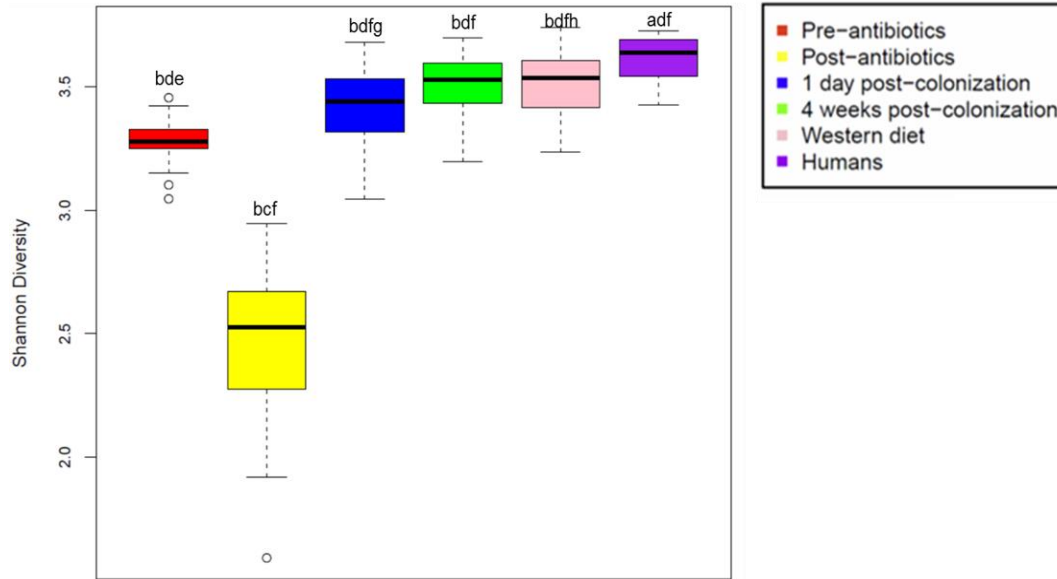 bde
bcf
bdfg
bdf
bdfh
adf
Shannon Diversity
3.5
3.0
2.5
2.0
Pre−antibiotics
Post−antibiotics
1 day post−colonization
4 weeks post−colonization
Western diet
Humans